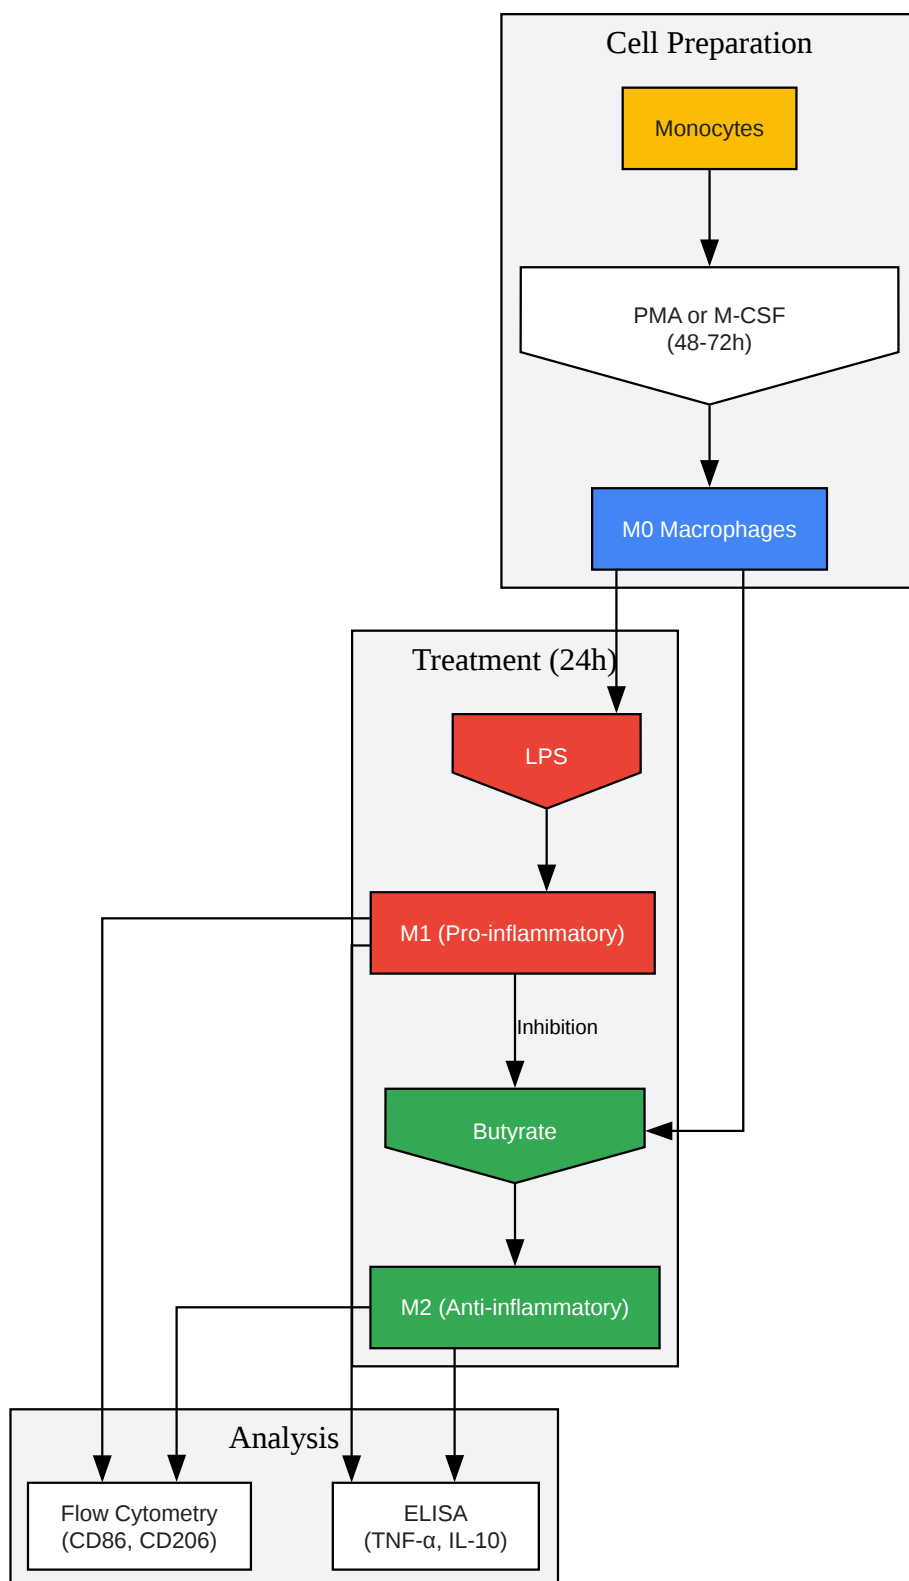 Cell Preparation
Monocytes
PMA or M-CSF
(48-72h)
M0 Macrophages
Treatment (24h)
LPS
M1 (Pro-inflammatory)
Inhibition
Butyrate
M2 (Anti-inflammatory)
Analysis
Flow Cytometry
(CD86, CD206)
ELISA
(TNF-α, IL-10)